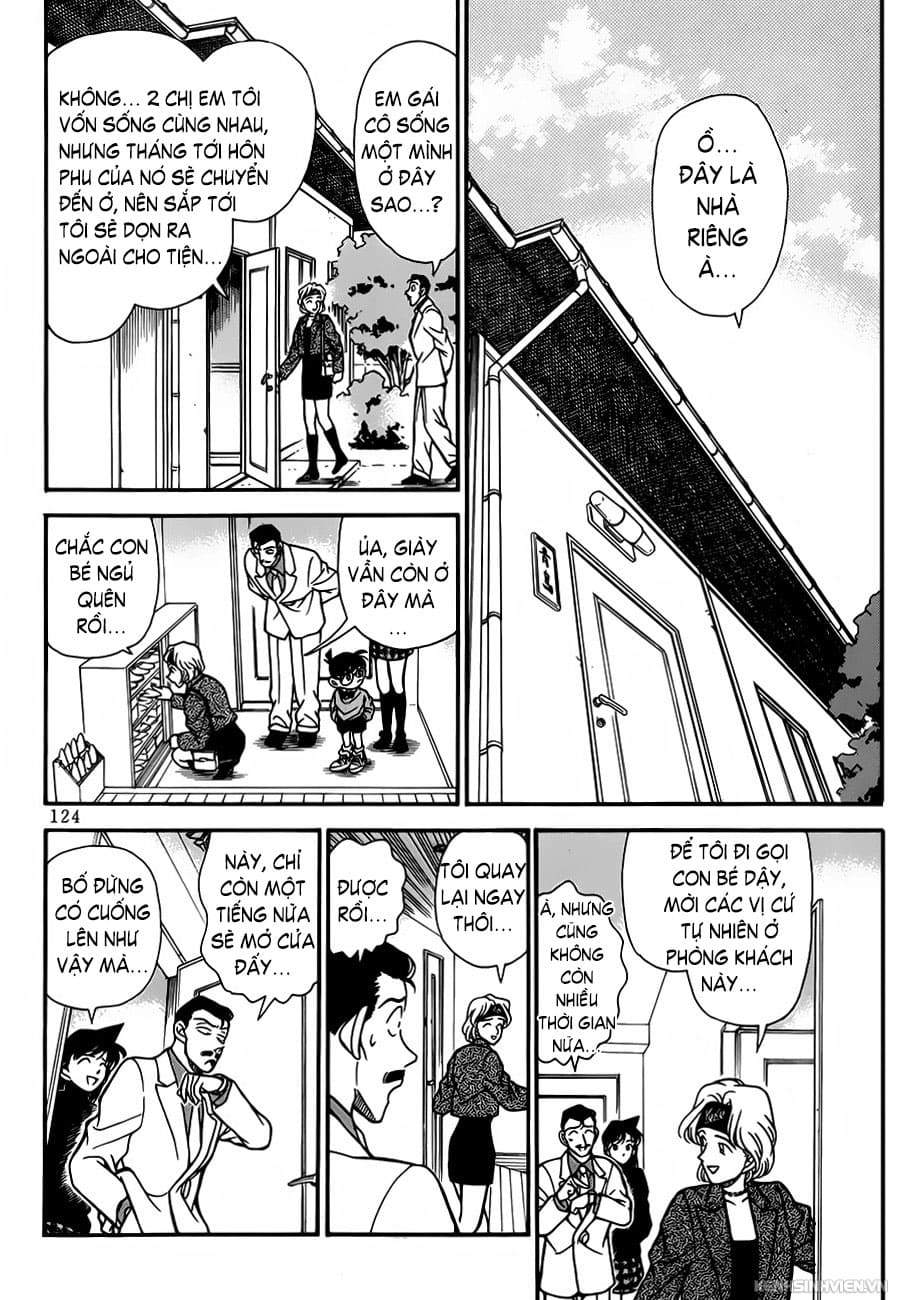 Ồ...
ĐÂY LÀ
NHÀ
RIÊNG
À...
青島
EM GÁI
CÔ SỐNG
MỘT MÌNH
Ở ĐÂY
SAO...?
KHÔNG... 2 CHỊ EM TÔI
VỐN SỐNG CÙNG NHAU,
NHƯNG THÁNG TỚI HÔN
PHU CỦA NÓ SẼ CHUYỂN
ĐẾN Ở, NÊN SẮP TỚI
TÔI SẼ DỌN RA
NGOÀI CHO TIỆN...
ỦA, GIÀY
VẪN CÒN Ở
ĐÂY MÀ
...
CHẮC CON
BÉ NGỦ
QUÊN
RỒI...
124
ĐỂ TÔI ĐI GỌI
CON BÉ DẬY,
MỜI CÁC VỊ CỨ
TỰ NHIÊN Ở
PHÒNG KHÁCH
NÀY...
À, NHƯNG
CŨNG
KHÔNG
CÒN
NHIỀU
THỜI GIAN
NỮA...
TÔI QUAY
LẠI NGAY
THÔI.
ĐƯỢC
RỒI...
NÀY, CHỈ
CÒN MỘT
TIẾNG NỮA
SẼ MỞ CỬA
ĐẤY...
BỐ ĐỪNG
CÓ CUỐNG
LÊN NHƯ
VẬY MÀ...
KENHSINHVIEN.VN